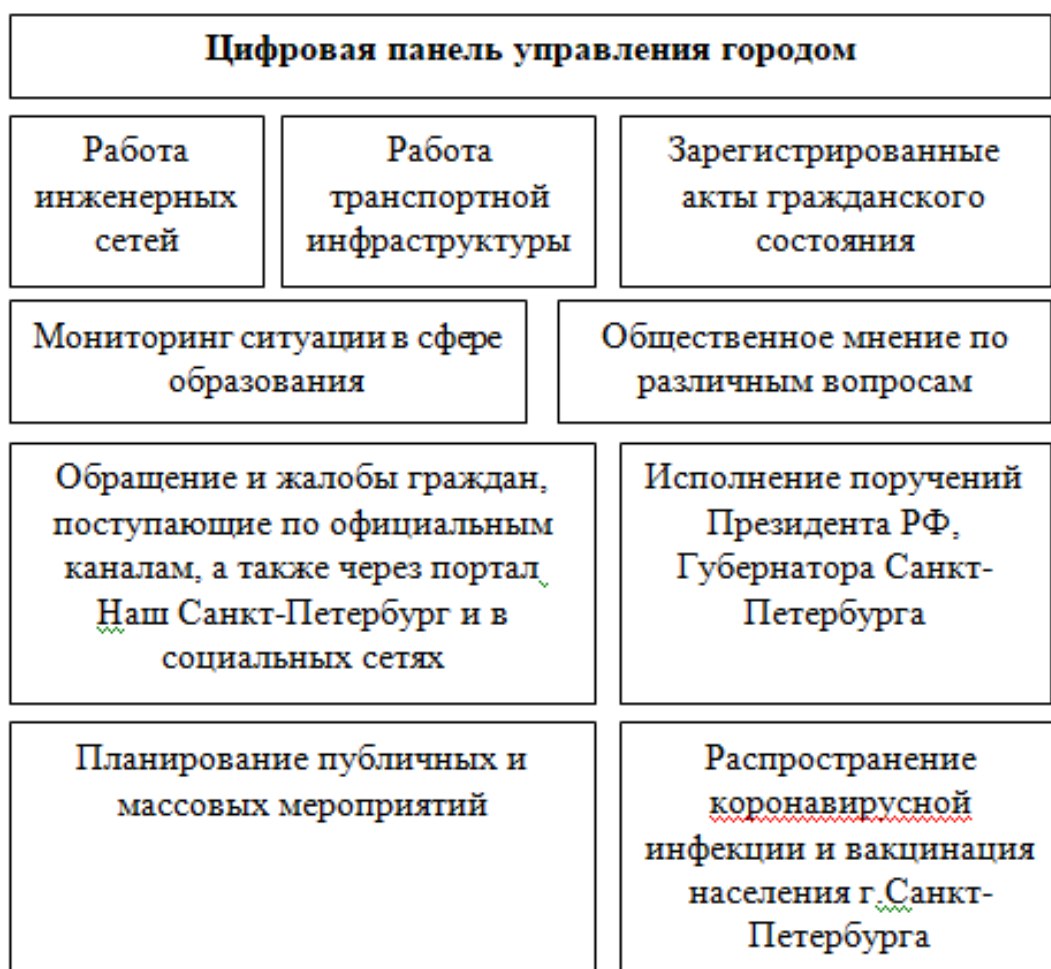 Цифровая панель управления городом
Работа
инженерных
сетей
Работа
транспортной
инфраструктуры
Зарегистрированные
акты гражданского
состояния
Мониторинг ситуации в сфере
образования
Общественное мнение по
различным вопросам
Обращение и жалобы граждан,
поступающие по официальным
каналам, а также через портал
Наш Санкт-Петербург и в
социальных сетях
Исполнение поручений
Президента РФ,
Губернатора Санкт-
Петербурга
Планирование публичных и
массовых мероприятий
Распространение
коронавирусной
инфекции и вакцинация
населения г.Санкт-
Петербурга